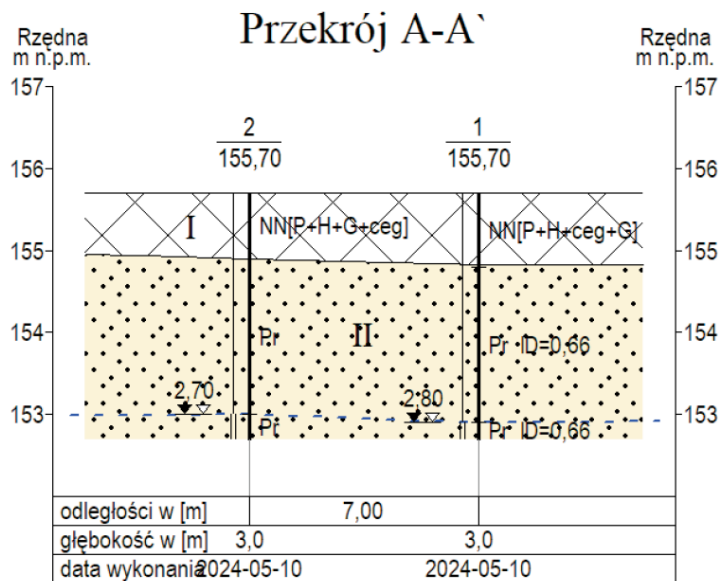 Przekrój A-A`
Rzędna
m n.p.m.
Rzędna
m n.p.m.
157
157
2
155,70
1
155,70
156
156
I
NN[P+H+G+ceg]
NN[P+H+ceg+G]
155
155
154
154
Pr
II
Pr ID=0,66
2,70
2,80
153
153
Pr
Pr ID=0,66
odległości w [m] 7,00
głębokość w [m] 3,0 3,0
data wykonania 2024-05-10 2024-05-10